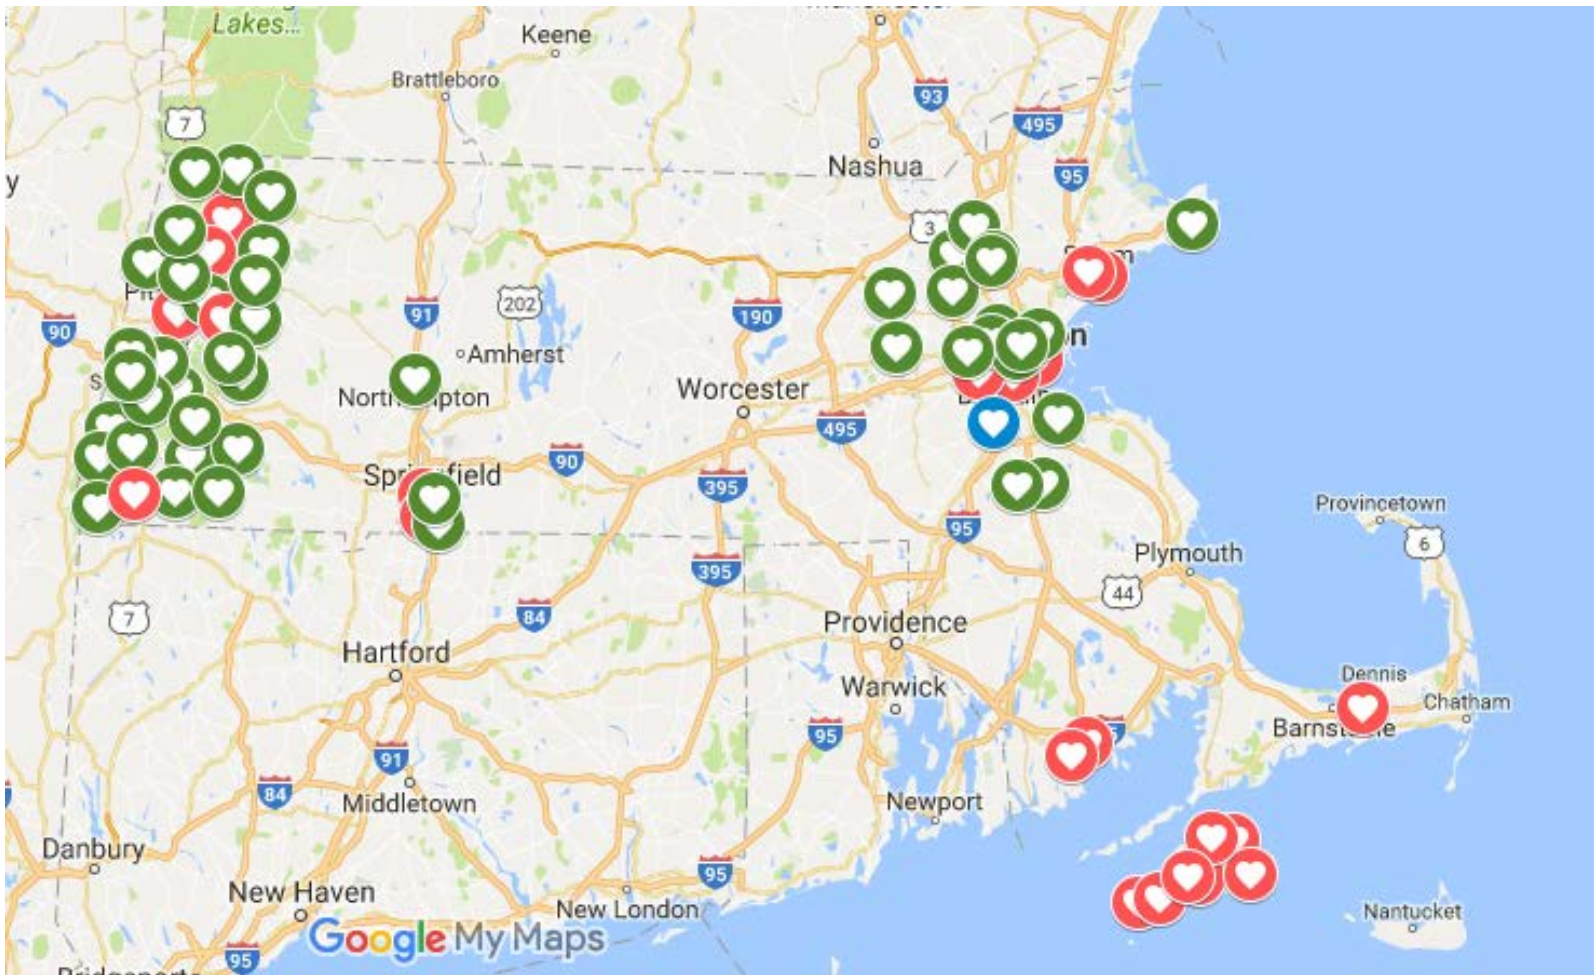 Lakes...
Keene
Brattleboro
93
495
7
Nashua
95
y
3
91
202
190
90
Amherst
Worcester
495
90
Springfield
395
Provincetown
6
95
Plymouth
395
44
7
84
Providence
Hartford
Warwick
Dennis
Chatham
95
91
84
Middletown
Newport
Danbury
95
New Haven
New London
Nantucket
Google My Maps
95